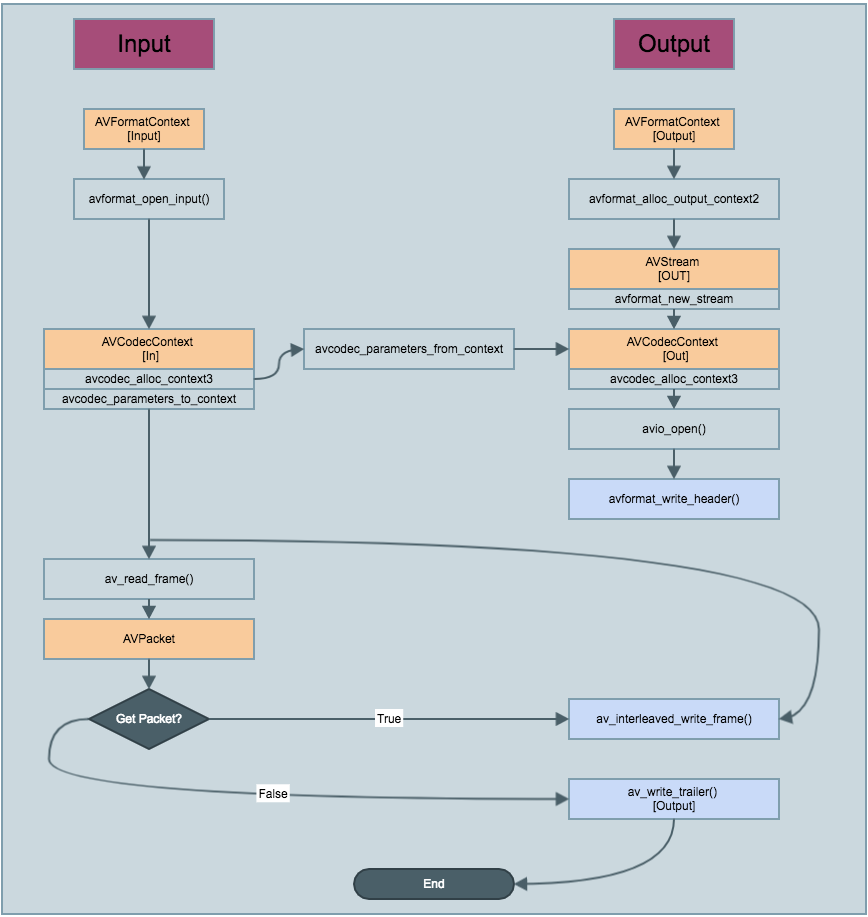 Input
Output
AVFormatContext
[Input]
AVFormatContext
[Output]
avformat_open_input()
avformat_alloc_output_context2
AVStream
[OUT]
avformat_new_stream
AVCodecContext
[In]
avcodec_alloc_context3
avcodec_parameters_to_context
avcodec_parameters_from_context
AVCodecContext
[Out]
avcodec_alloc_context3
avio_open()
avformat_write_header()
av_read_frame()
AVPacket
Get Packet?
True
av_interleaved_write_frame()
False
av_write_trailer()
[Output]
End